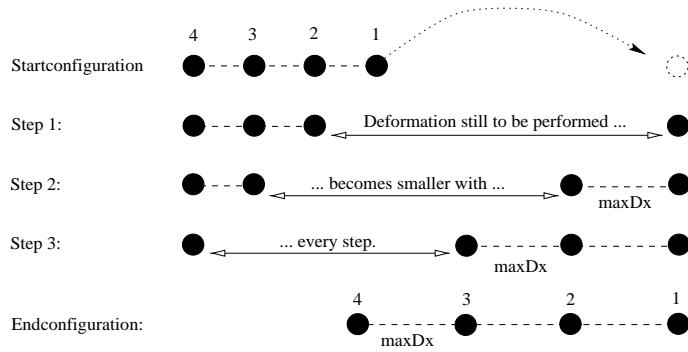 4 3 2 1
Startconfiguration
Step 1: Deformation still to be performed ...
Step 2: ... becomes smaller with ...
maxDx
Step 3: ... every step.
maxDx
4 3 2 1
Endconfiguration:
maxDx